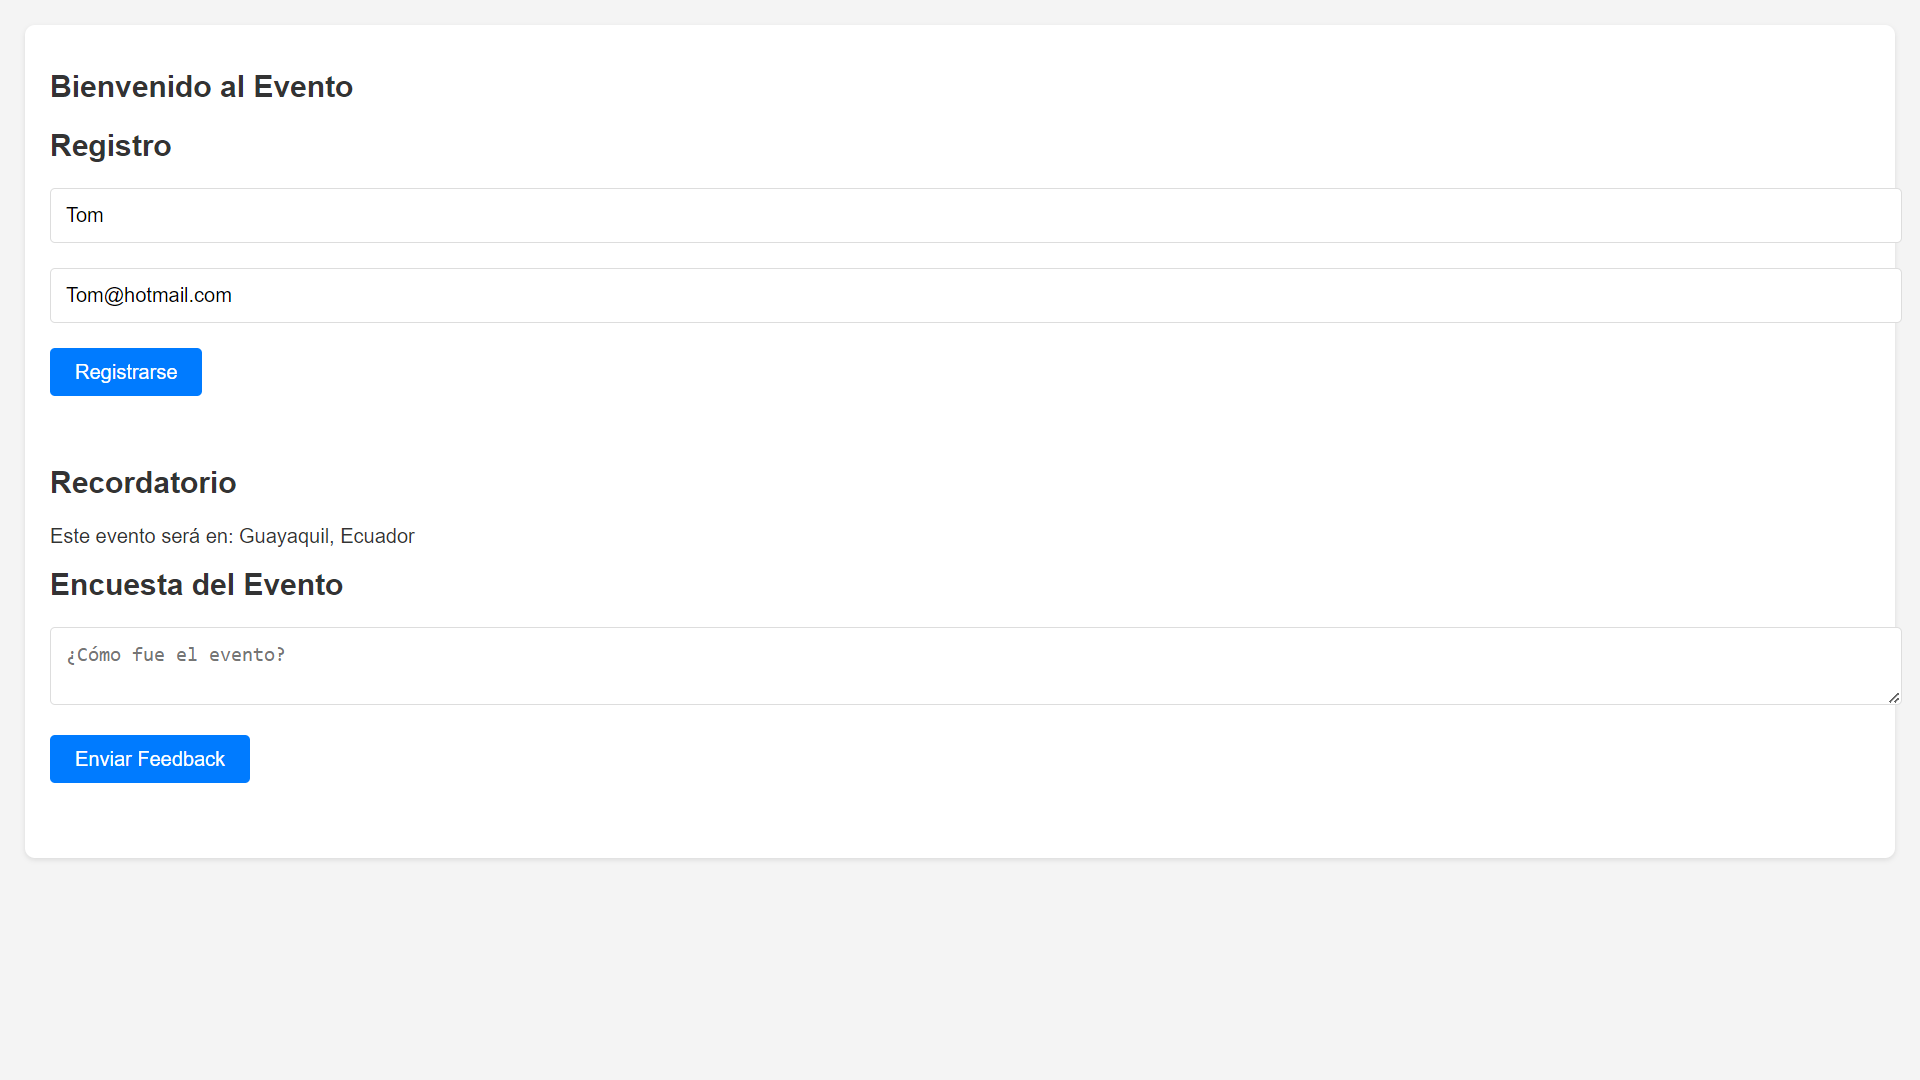 Bienvenido al Evento
Registro
Tom
Tom@hotmail.com
Registrarse
Recordatorio
Este evento será en: Guayaquil, Ecuador
Encuesta del Evento
¿Cómo fue el evento?
Enviar Feedback